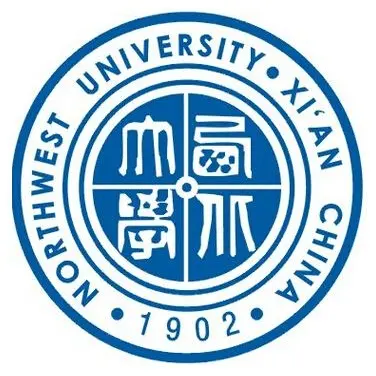 NORTHWEST UNIVERSITY • XI‘AN CHINA
• 1902 •
西北
大學